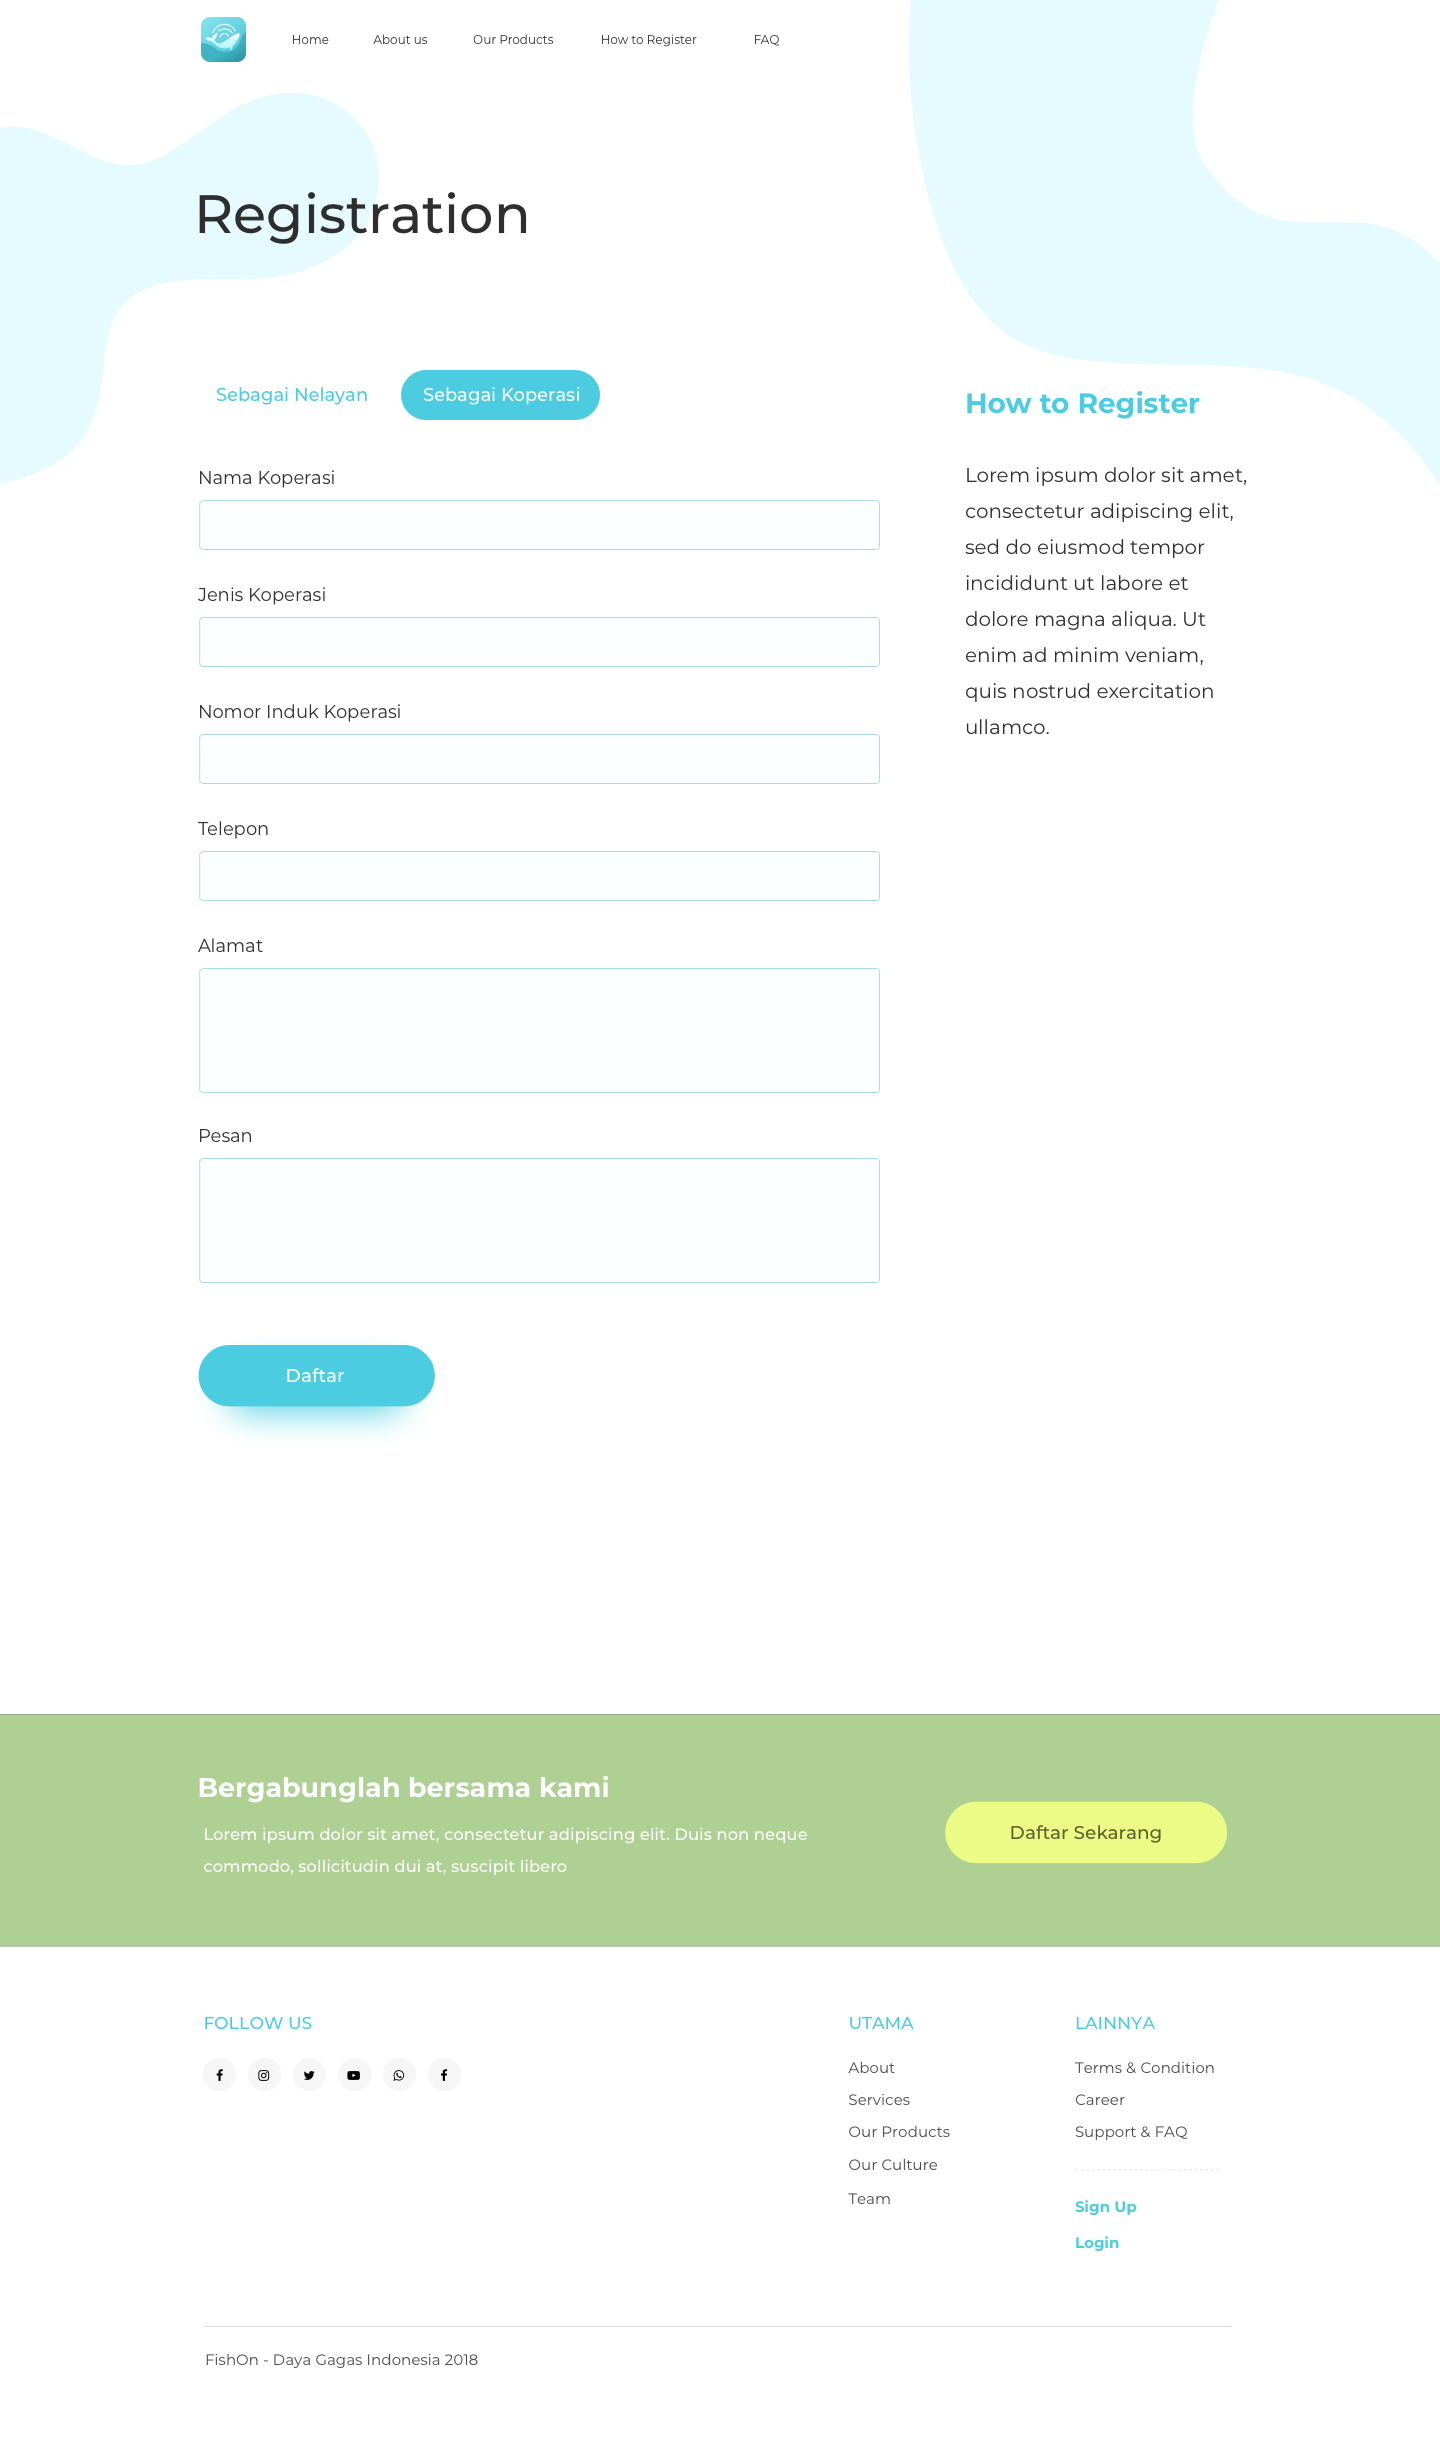 Home About us Our Products How to Register FAQ
Registration
Sebagai Nelayan Sebagai Koperasi
Nama Koperasi
Jenis Koperasi
Nomor Induk Koperasi
Telepon
Alamat
Pesan
Daftar
How to Register
Lorem ipsum dolor sit amet,
consectetur adipiscing elit,
sed do eiusmod tempor
incididunt ut labore et
dolore magna aliqua. Ut
enim ad minim veniam,
quis nostrud exercitation
ullamco.
Bergabunglah bersama kami
Lorem ipsum dolor sit amet, consectetur adipiscing elit. Duis non neque
commodo, sollicitudin dui at, suscipit libero
Daftar Sekarang
FOLLOW US
UTAMA
About
Services
Our Products
Our Culture
Team
LAINNYA
Terms & Condition
Career
Support & FAQ
Sign Up
Login
FishOn - Daya Gagas Indonesia 2018